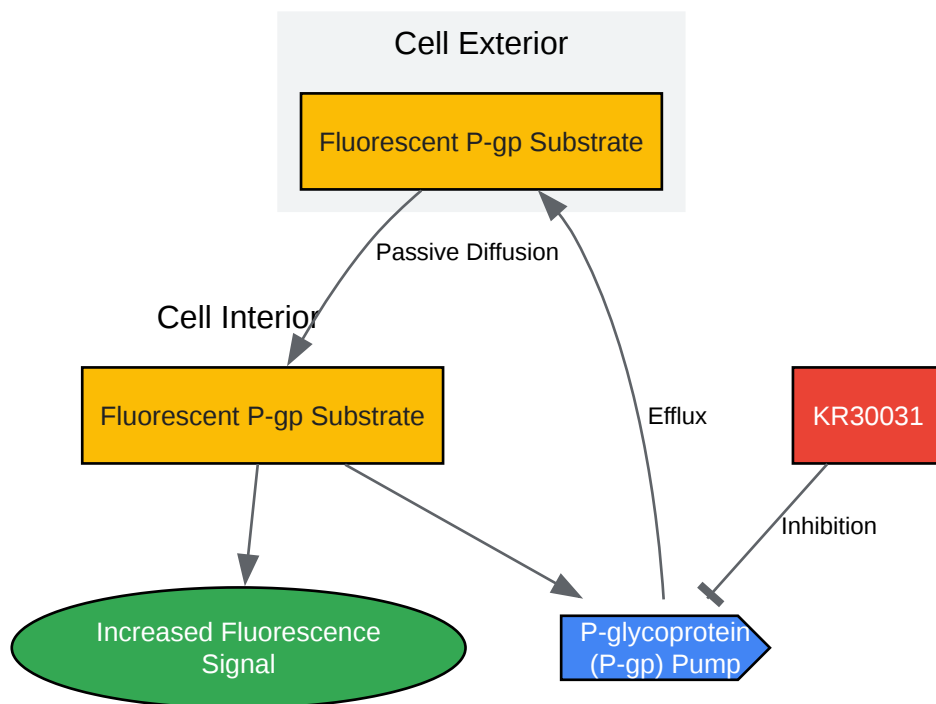 Cell Exterior
Fluorescent P-gp Substrate
Passive Diffusion
Cell Interior
Fluorescent P-gp Substrate
Efflux
KR30031
Inhibition
Increased Fluorescence
Signal
P-glycoprotein
(P-gp) Pump